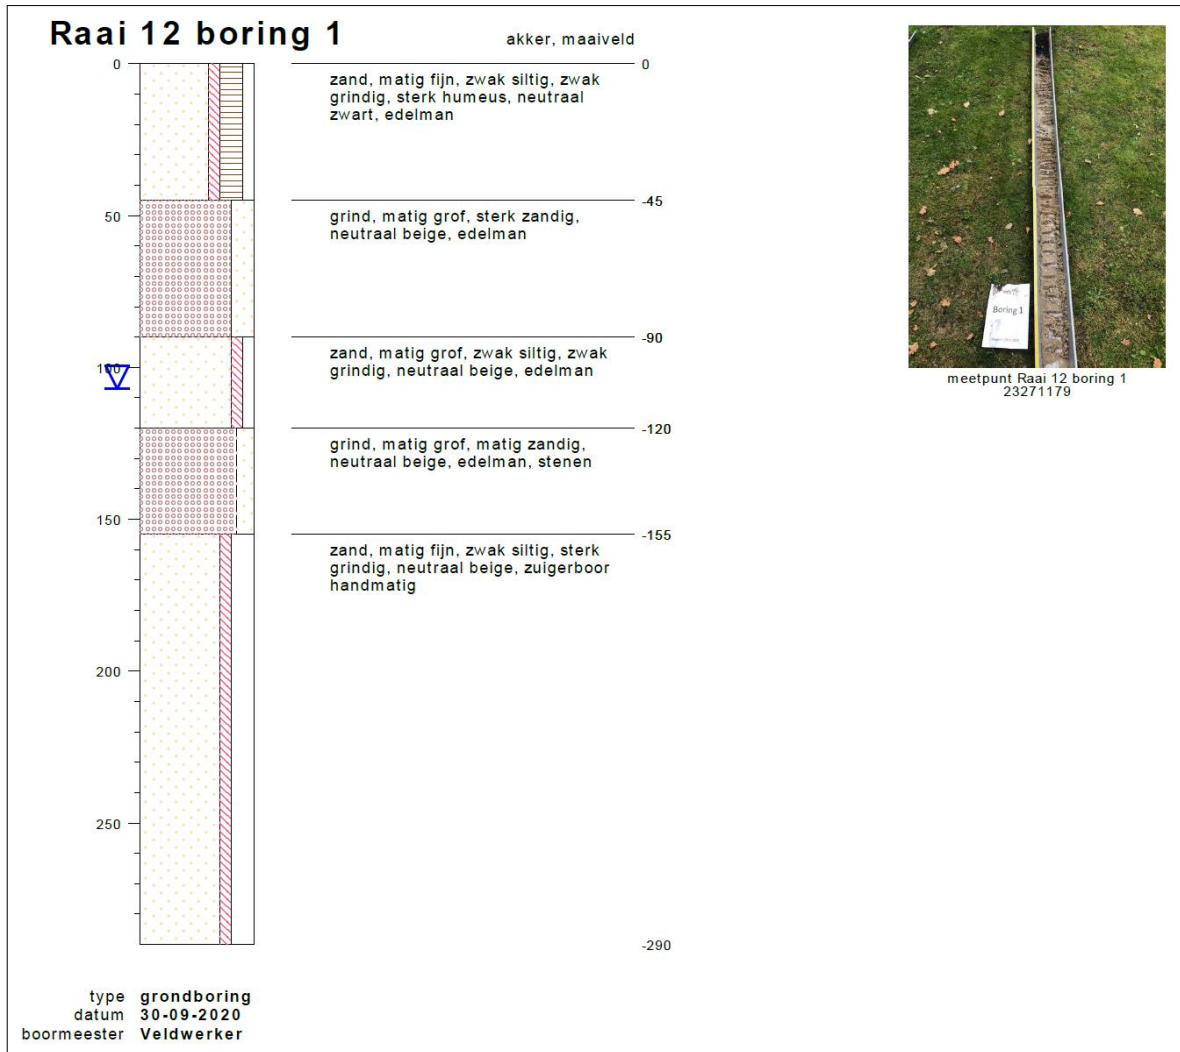 Raai 12 boring 1
akker, maaiveld
0
0
zand, matig fijn, zwak siltig, zwak
grindig, sterk humeus, neutraal
zwart, edelman
-45
50
grind, matig grof, sterk zandig,
neutraal beige, edelman
-90
zand, matig grof, zwak siltig, zwak
grindig, neutraal beige, edelman
100
-120
grind, matig grof, matig zandig,
neutraal beige, edelman, stenen
150
-155
zand, matig fijn, zwak siltig, sterk
grindig, neutraal beige, zuigerboor
handmatig
200
250
-290
type grondboring
datum 30-09-2020
boormeester Veldwerker
Boring 1
meetpunt Raai 12 boring 1
23271179